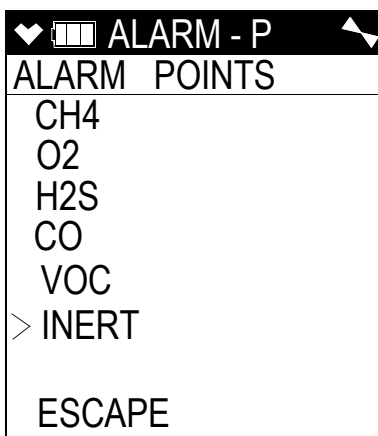 ALARM - P
ALARM POINTS
CH4
O2
H2S
CO
VOC
> INERT
ESCAPE